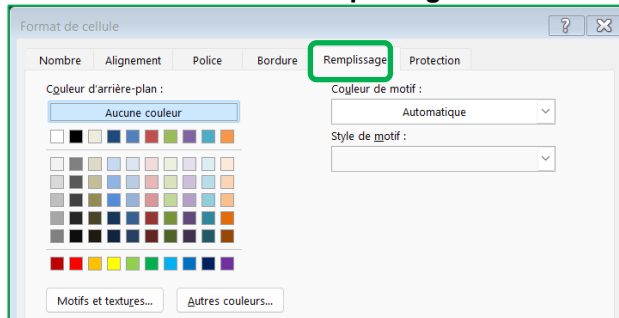 Format de cellule
Nombre Alignement Police Bordure Remplissage Protection
Couleur d'arrière-plan :
Aucune couleur
Couleur de motif :
Automatique
Style de motif :
Motifs et textures...
Autres couleurs...